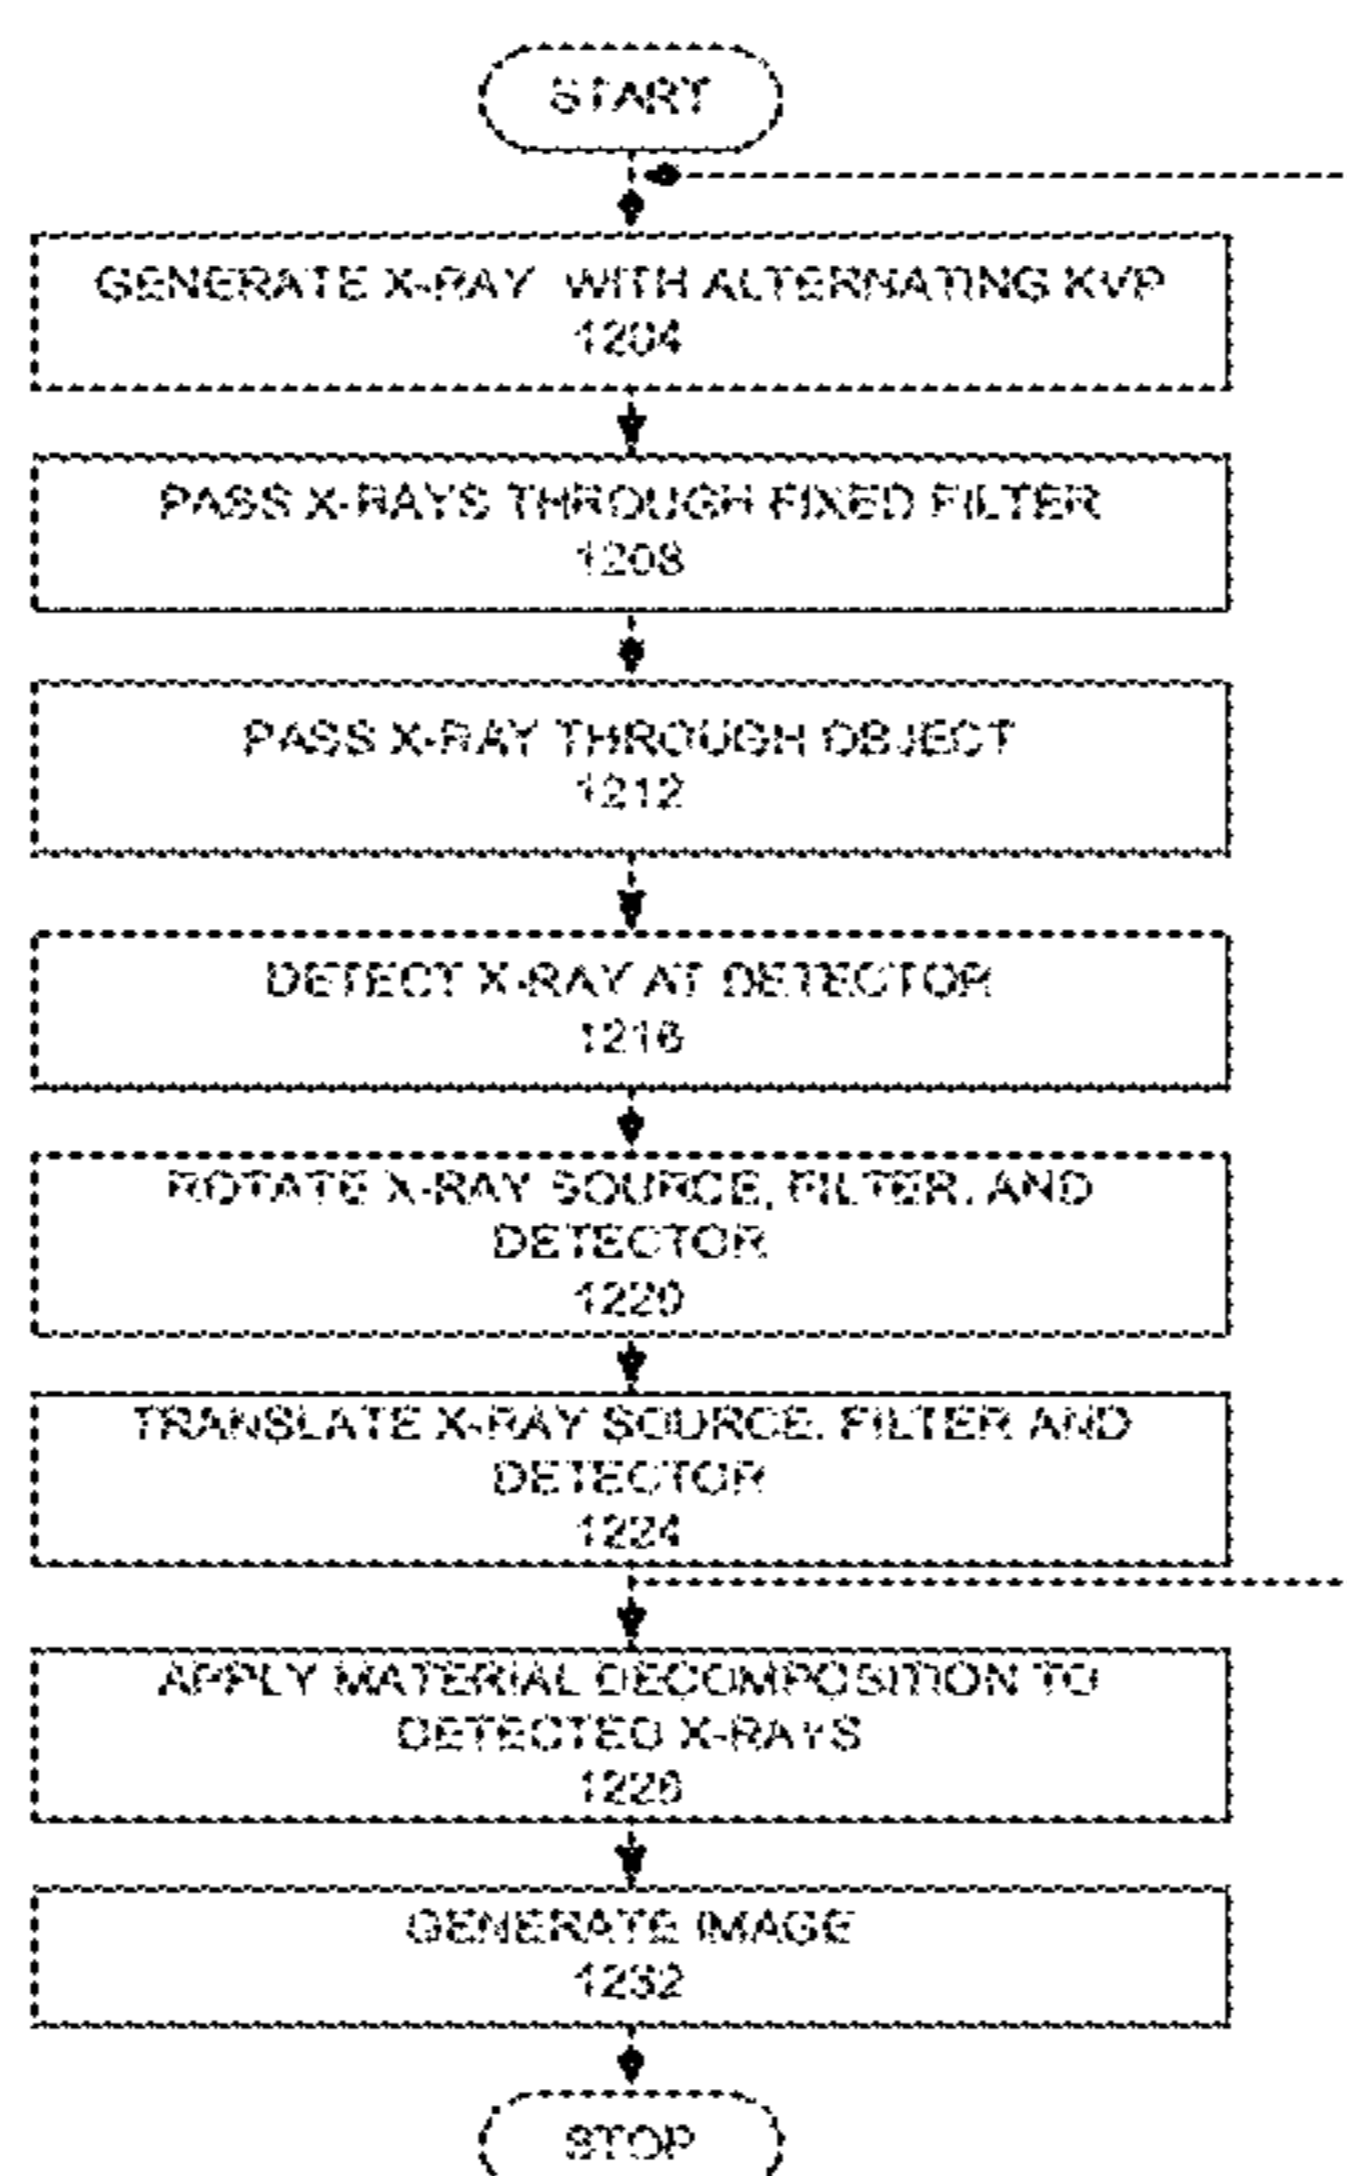 START
GENERATE X-RAY WITH ALTERNATING KVP
1204
PASS X-RAYS THROUGH FIXED FILTER
1208
PASS X-RAY THROUGH OBJECT
1212
DETECT X-RAY AT DETECTOR
1216
ROTATE X-RAY SOURCE, FILTER, AND
DETECTOR
1220
TRANSLATE X-RAY SOURCE, FILTER AND
DETECTOR
1224
APPLY MATERIAL DECOMPOSITION TO
DETECTED X-RAYS
1228
GENERATE IMAGE
1232
STOP